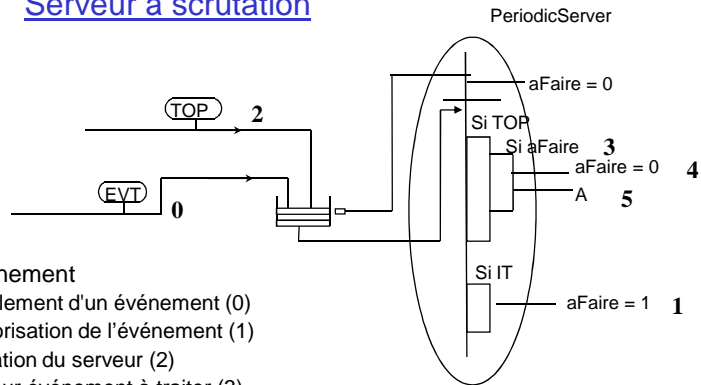 Serveur à scrutation
PeriodicServer
aFaire = 0
TOP
2
Si TOP
Si aFaire 3
aFaire = 0 4
A 5
EVT
0
Si IT
aFaire = 1 1
nement
lement d'un événement (0)
orisation de l'événement (1)
ation du serveur (2)